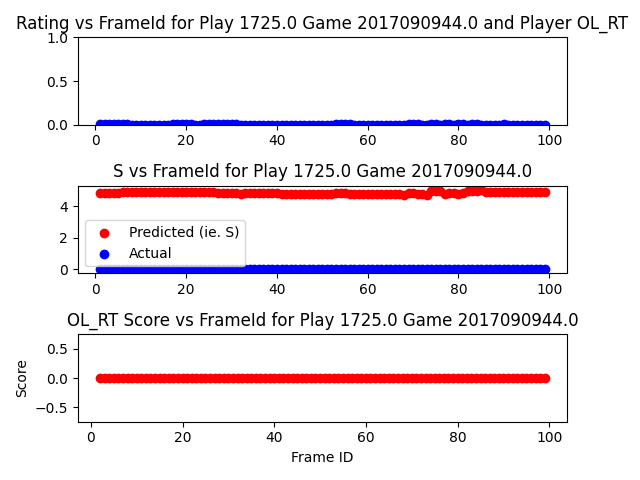 Rating vs FrameId for Play 1725.0 Game 2017090944.0 and Player OL_RT
1.0
0.5
0.0
0 20 40 60 80 100
S vs FrameId for Play 1725.0 Game 2017090944.0
4
2
0
Predicted (ie. S)
Actual
0 20 40 60 80 100
OL_RT Score vs FrameId for Play 1725.0 Game 2017090944.0
Score
0.5
0.0
−0.5
0 20 40 60 80 100
Frame ID